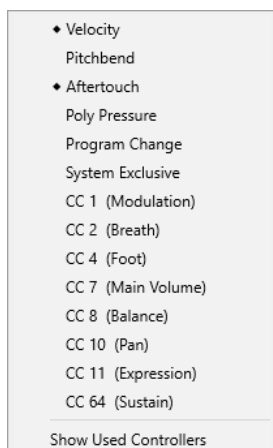 ◆ Velocity
Pitchbend
◆ Aftertouch
Poly Pressure
Program Change
System Exclusive
CC 1 (Modulation)
CC 2 (Breath)
CC 4 (Foot)
CC 7 (Main Volume)
CC 8 (Balance)
CC 10 (Pan)
CC 11 (Expression)
CC 64 (Sustain)
Show Used Controllers